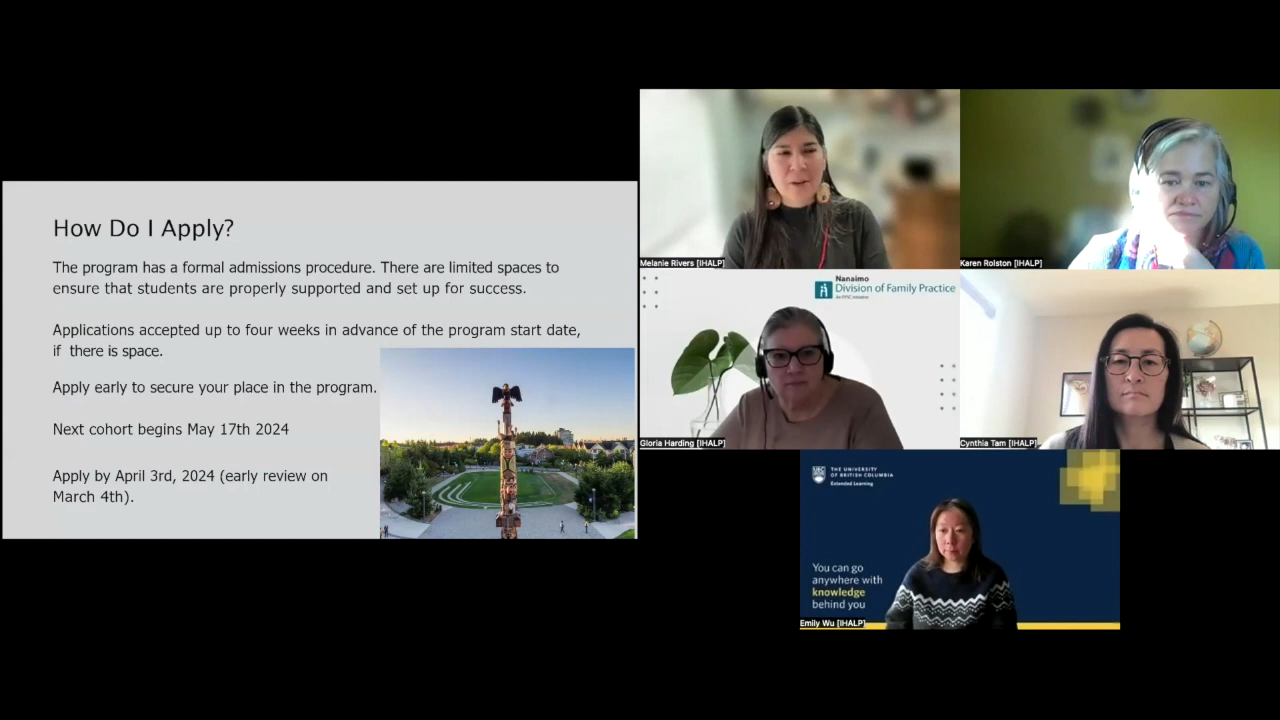 How Do I Apply?
The program has a formal admissions procedure. There are limited spaces to
ensure that students are properly supported and set up for success.
Applications accepted up to four weeks in advance of the program start date,
if there is space.
Apply early to secure your place in the program.
Next cohort begins May 17th 2024
Apply by April 3rd, 2024 (early review on
March 4th).
Melanie Rivers [IHALP]
Karen Rolston [IHALP]
Nanaimo
Division of Family Practice
Gloria Harding [IHALP]
Cynthia Tam [IHALP]
UBC
THE UNIVERSITY
OF BRITISH COLUMBIA
Extended Learning
You can go
anywhere with
knowledge
behind you
Emily Wu [IHALP]